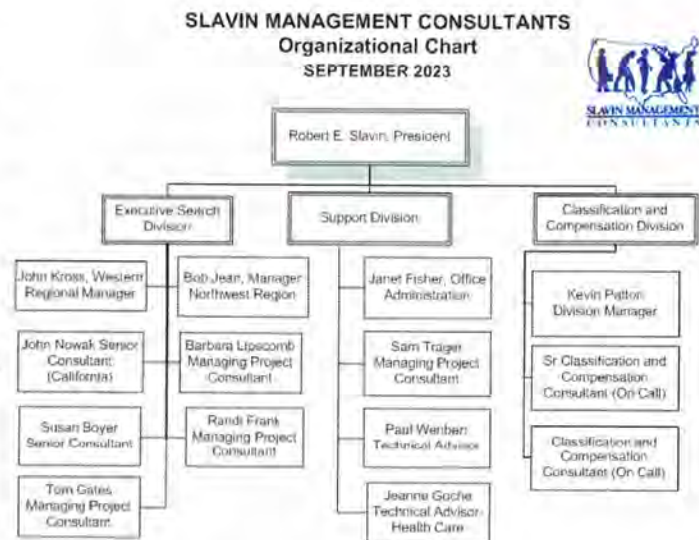 SLAVIN MANAGEMENT CONSULTANTS
Organizational Chart
SEPTEMBER 2023
SLAVIN MANAGEMENT
CONSULTANTS
Robert E. Slavin, President
Executive Search
Division
Support Division
Classification and
Compensation Division
John Kross, Western
Regional Manager
Bob Jean, Manager
Northwest Region
Janet Fisher, Office
Administration
Kevin Patton
Division Manager
John Nowak Senior
Consultant
(California)
Barbara Lipscomb
Managing Project
Consultant
Sam Trager
Managing Project
Consultant
Sr Classification and
Compensation
Consultant (On Call)
Susan Boyer
Senior Consultant
Randi Frank
Managing Project
Consultant
Paul Wenbert
Technical Advisor
Classification and
Compensation
Consultant (On Call)
Tom Gates
Managing Project
Consultant
Jeanne Goche
Technical Advisor-
Health Care